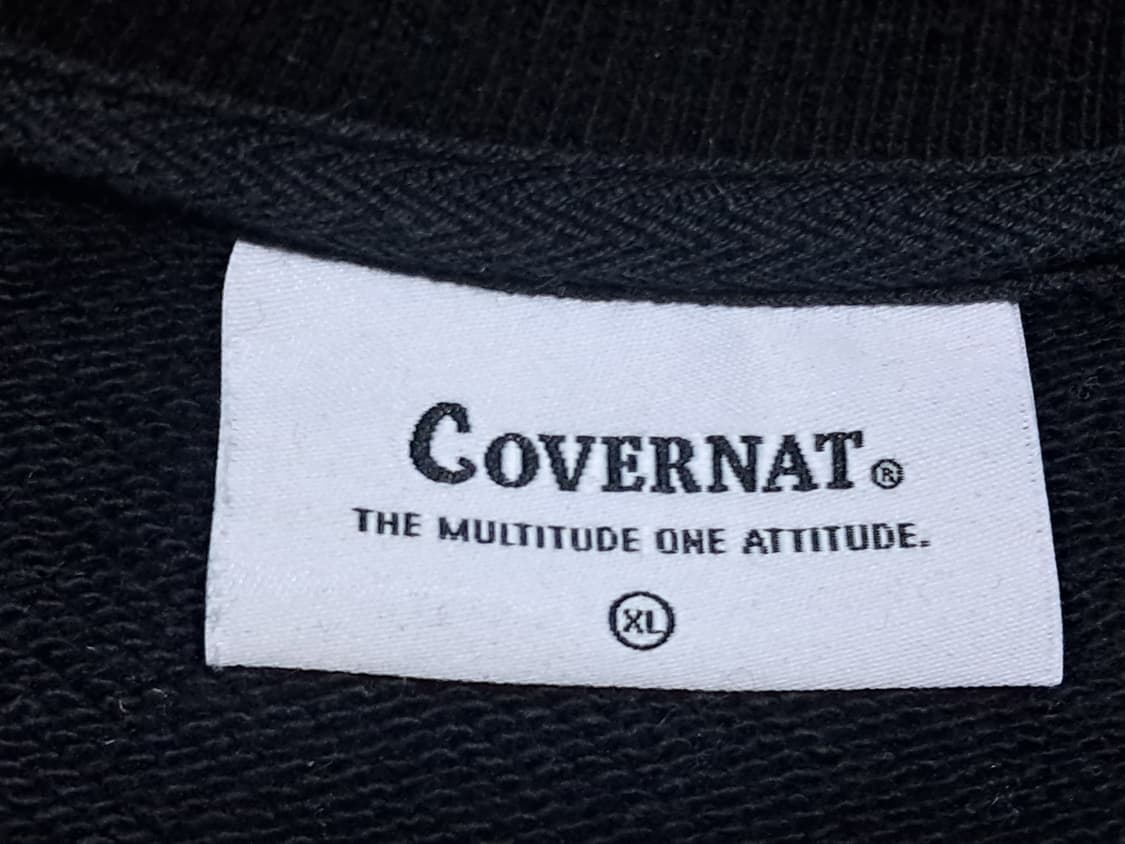 COVERNAT®
THE MULTITUDE ONE ATTITUDE.
XL